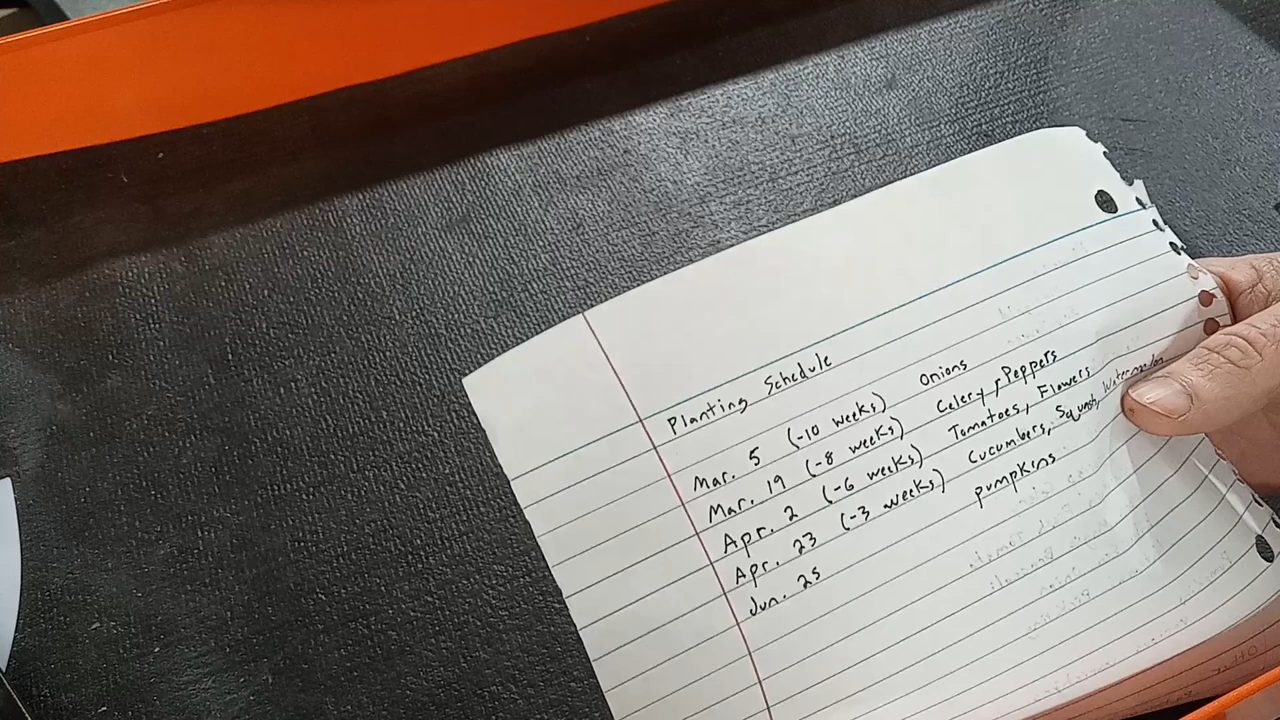 Planting Schedule
Mar. 5 (-10 weeks) Onions
Mar. 19 (-8 weeks) Celery, Peppers
Apr. 2 (-6 weeks) Tomatoes, Flowers
Apr. 23 (-3 weeks) Cucumbers, Squash, Watermelon
Jun. 25 pumpkins